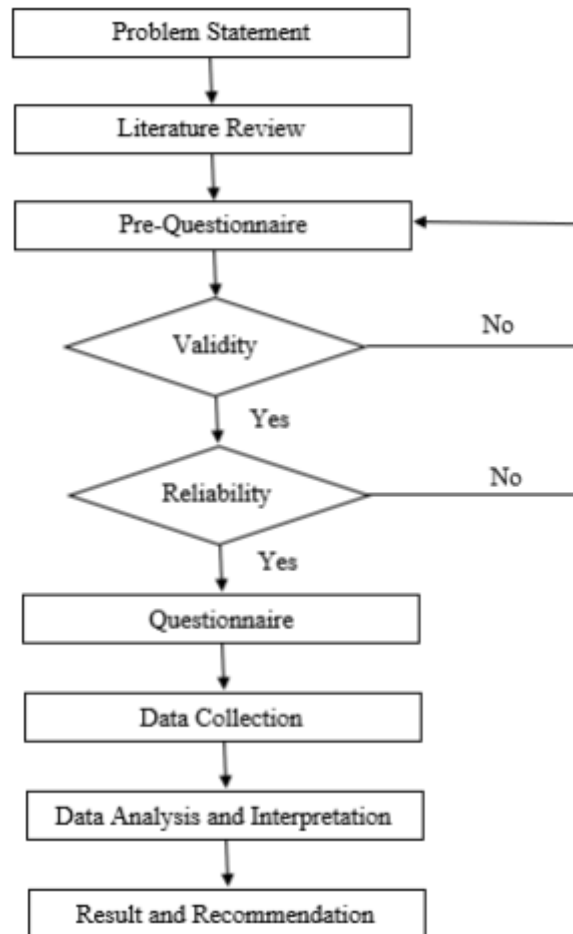 Problem Statement
Literature Review
Pre-Questionnaire
Validity
No
Yes
Reliability
No
Yes
Questionnaire
Data Collection
Data Analysis and Interpretation
Result and Recommendation